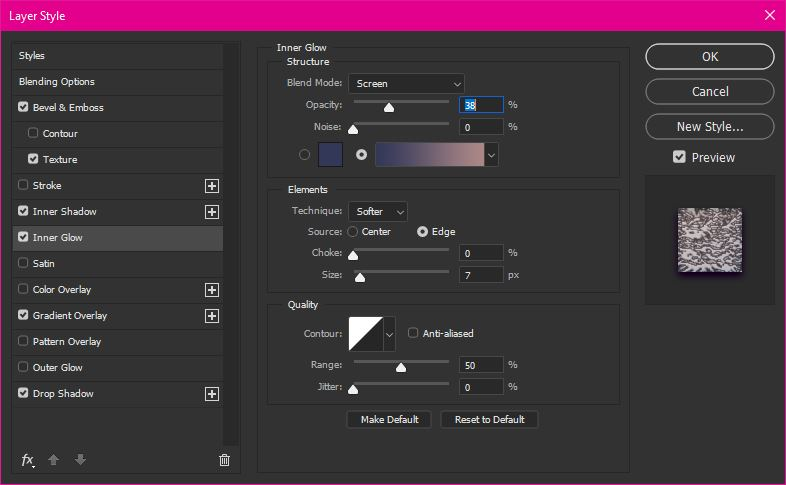 Layer Style
Styles
Blending Options
Bevel & Emboss
Contour
Texture
Stroke
Inner Shadow
Inner Glow
Satin
Color Overlay
Gradient Overlay
Pattern Overlay
Outer Glow
Drop Shadow
fx
Inner Glow
Structure
Blend Mode: Screen
Opacity: 38 %
Noise: 0 %
Elements
Technique: Softer
Source: Center Edge
Choke: 0 %
Size: 7 px
Quality
Contour: Anti-aliased
Range: 50 %
Jitter: 0 %
Make Default Reset to Default
OK
Cancel
New Style...
Preview